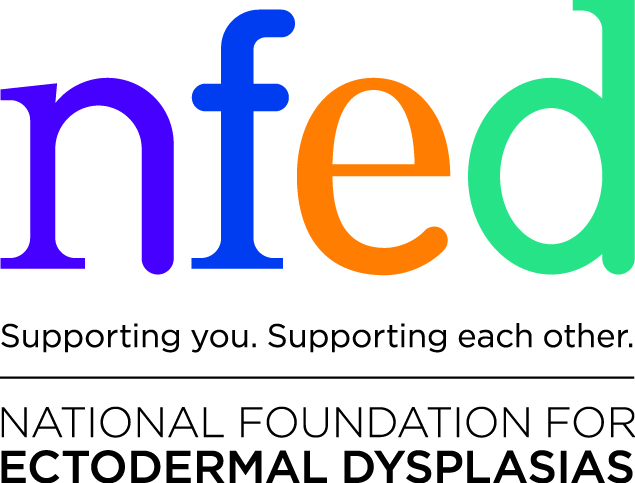 nfed
Supporting you. Supporting each other.
NATIONAL FOUNDATION FOR
ECTODERMAL DYSPLASIAS